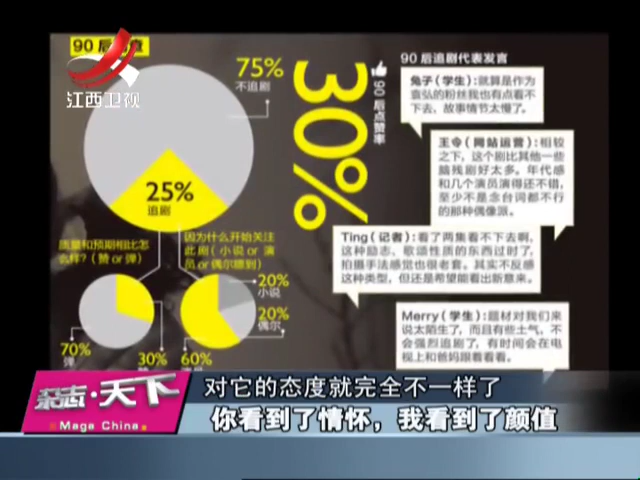 90后
江西卫视
75%
不追剧
25%
追剧
质量和预期相比怎
么样?(赞 or 弹)
因为什么开始关注
此剧(小说 or 演
员 or 偶尔瞟到)
70%
弹
30%
60%
20%
小说
20%
偶尔
30%
90后点赞率
90 后追剧代表发言
兔子(学生):就算是作为
袁弘的粉丝我也有点看不
下去,故事情节太慢了。
王令(网站运营):相较
之下,这个剧比其他一些
脑残剧好太多。年代感
和几个演员演得还不错,
至少不是念台词都不行
的那种偶像派。
Ting(记者):看了两集看不下去啊,
这种励志、歌颂性质的东西过时了,
拍摄手法感觉也很老套。其实不反感
这种类型,但还是希望能看出新意来。
Merry(学生):题材对我们来
说太陌生了,而且有些土气,不
会强烈追剧了,有时间会在电
视上和爸妈跟着看看。
杂志·天下
Maga China
对它的态度就完全不一样了
你看到了情怀，我看到了颜值